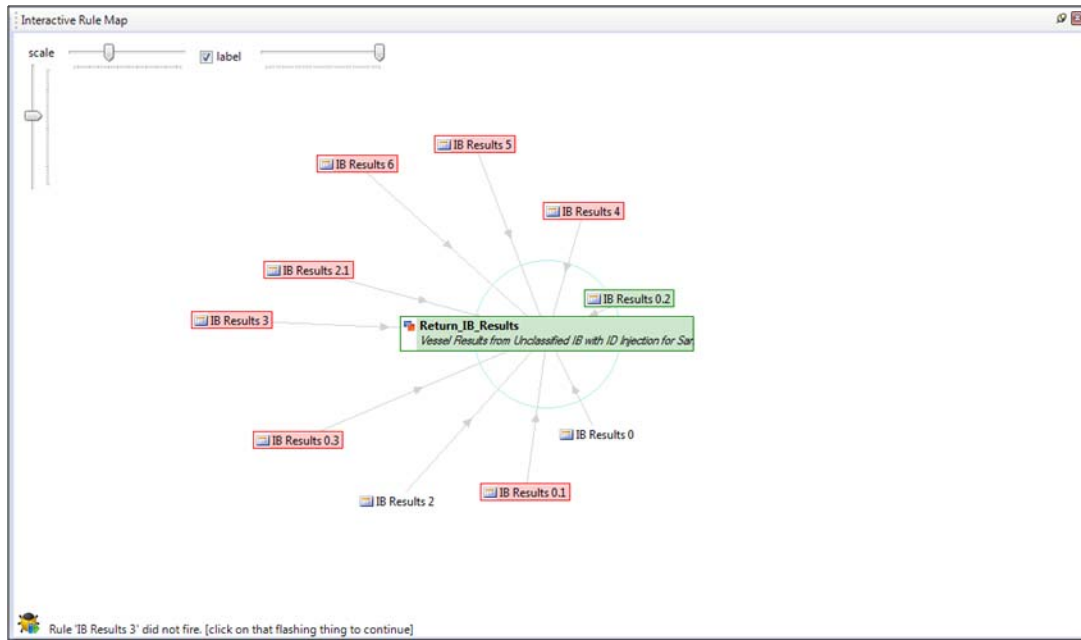 Interactive Rule Map
scale
label
IB Results 5
IB Results 6
IB Results 4
IB Results 2.1
IB Results 0.2
IB Results 3
Return_IB_Results
Vessel Results from Unclassified IB with ID Injection for Sar
IB Results 0
IB Results 0.3
IB Results 0.1
IB Results 2
Rule 'IB Results 3' did not fire. [click on that flashing thing to continue]